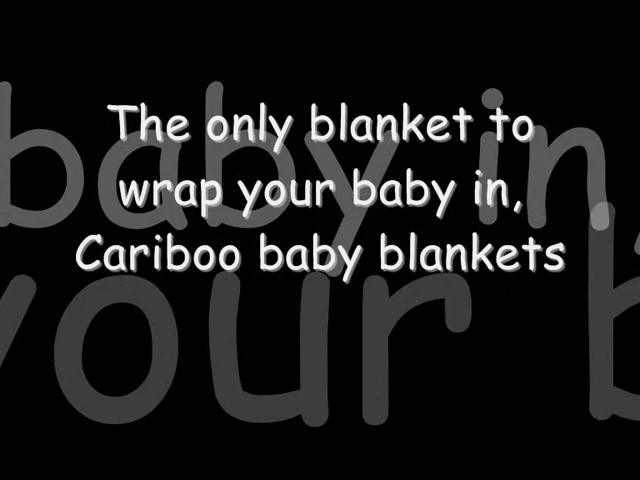 The only blanket to
wrap your baby in,
Cariboo baby blankets
baby in,
your b